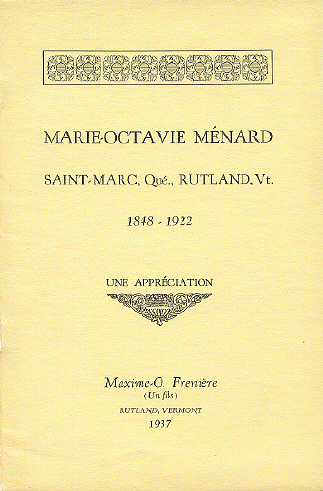 MARIE-OCTAVIE MÉNARD
SAINT-MARC, Qué., RUTLAND, Vt.
1848 - 1922
UNE APPRÉCIATION
Maxime-O. Frenière
(Un fils)
RUTLAND, VERMONT
1937